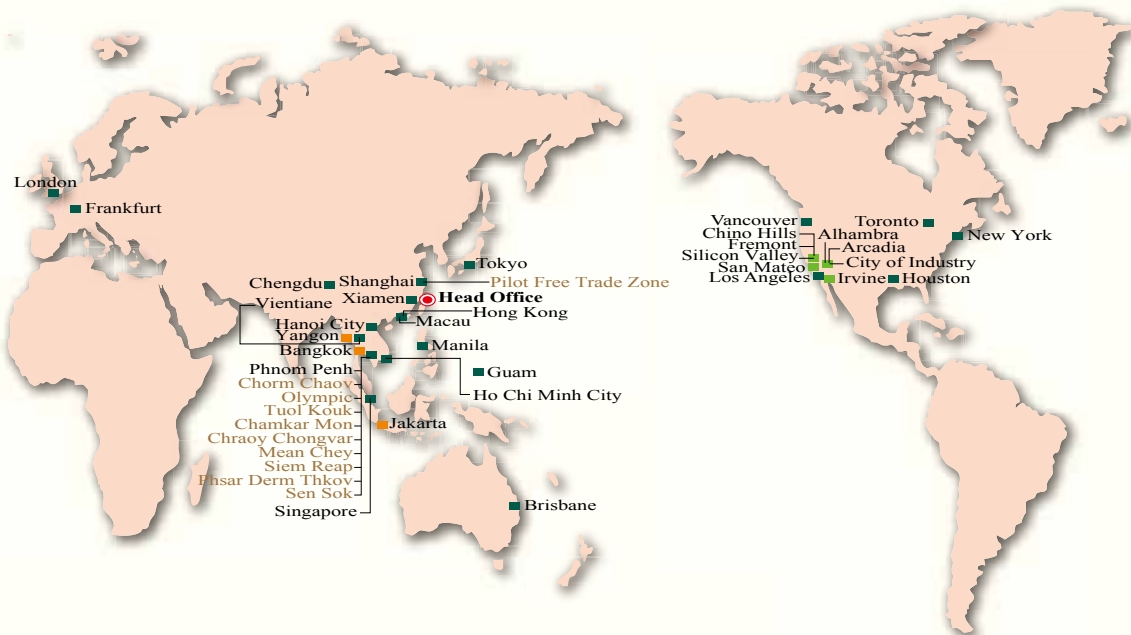 London
Frankfurt
Tokyo
Chengdu
Shanghai
Pilot Free Trade Zone
Vientiane
Xiamen
Head Office
Hong Kong
Macau
Hanoi City
Yangon
Bangkok
Manila
Phnom Penh
Guam
Chorm Chaov
Ho Chi Minh City
Olympic
Tuol Kouk
Chamkar Mon
Jakarta
Chraoy Chongvar
Mean Chey
Siem Reap
Phsar Derm Thkov
Sen Sok
Singapore
Brisbane
Vancouver
Toronto
Chino Hills
Alhambra
New York
Fremont
Arcadia
Silicon Valley
City of Industry
San Mateo
Los Angeles
Irvine
Houston